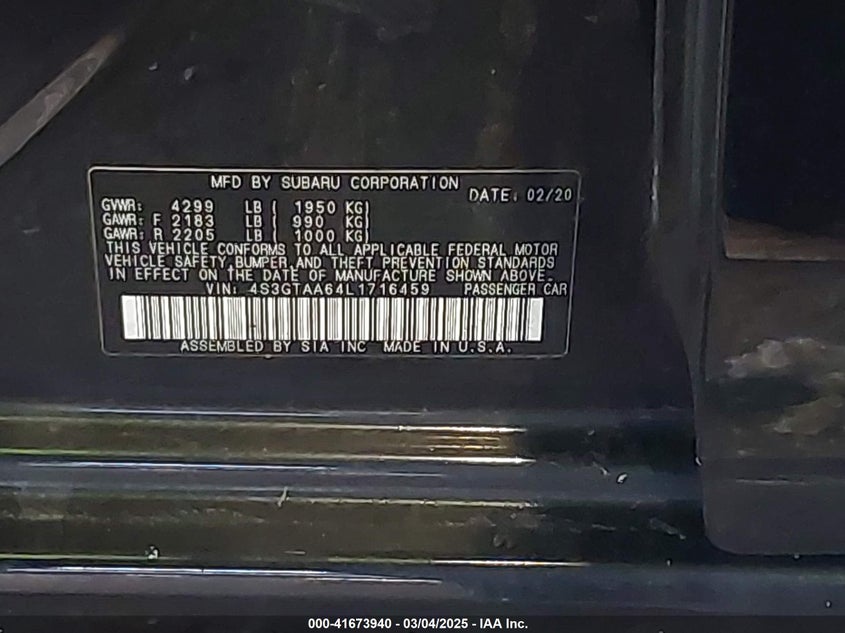 MFD BY SUBARU CORPORATION
DATE: 02/20
GVWR: 4299 LB ( 1950 KG)
GAWR: F 2183 LB ( 990 KG)
GAWR: R 2205 LB ( 1000 KG)
THIS VEHICLE CONFORMS TO ALL APPLICABLE FEDERAL MOTOR
VEHICLE SAFETY, BUMPER, AND THEFT PREVENTION STANDARDS
IN EFFECT ON THE DATE OF MANUFACTURE SHOWN ABOVE.
VIN: 4S3GTAA64L1716459 PASSENGER CAR
ASSEMBLED BY SIA INC MADE IN U.S.A.
000-41673940 - 03/04/2025 - IAA Inc.